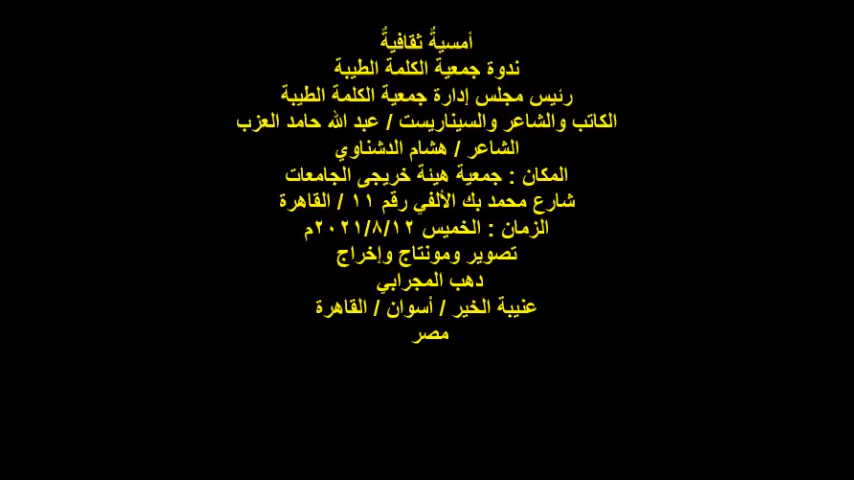 أمسيةٌ ثقافيةٌ
ندوة جمعية الكلمة الطيبة
رئيس مجلس إدارة جمعية الكلمة الطيبة
الكاتب والشاعر والسيناريست / عبد الله حامد العزب
الشاعر / هشام الدشناوي
المكان : جمعية هيئة خريجى الجامعات
شارع محمد بك الألفي رقم ١١ / القاهرة
الزمان : الخميس ٢٠٢١/٨/١٢م
تصوير ومونتاج وإخراج
دهب المجرابي
عنيبة الخير / أسوان / القاهرة
مصر